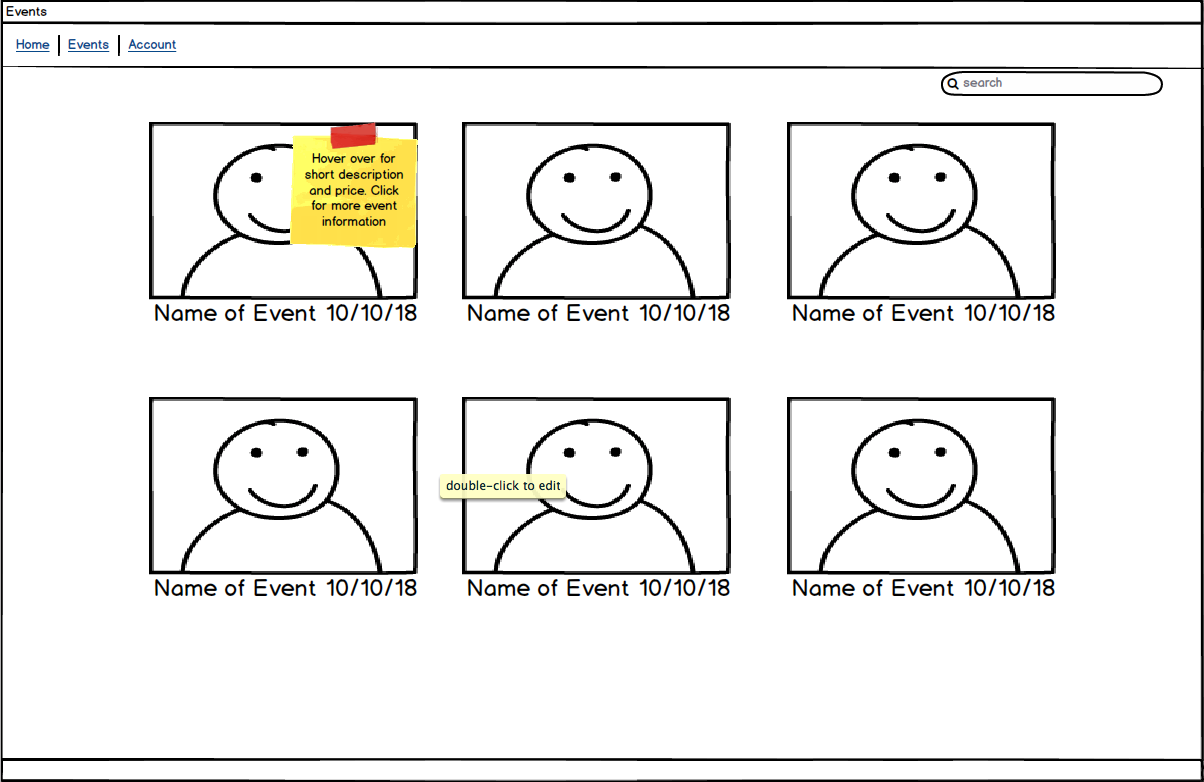 Events
Home Events Account
search
Hover over for
short description
and price. Click
for more event
information
Name of Event 10/10/18 Name of Event 10/10/18 Name of Event 10/10/18
double-click to edit
Name of Event 10/10/18 Name of Event 10/10/18 Name of Event 10/10/18